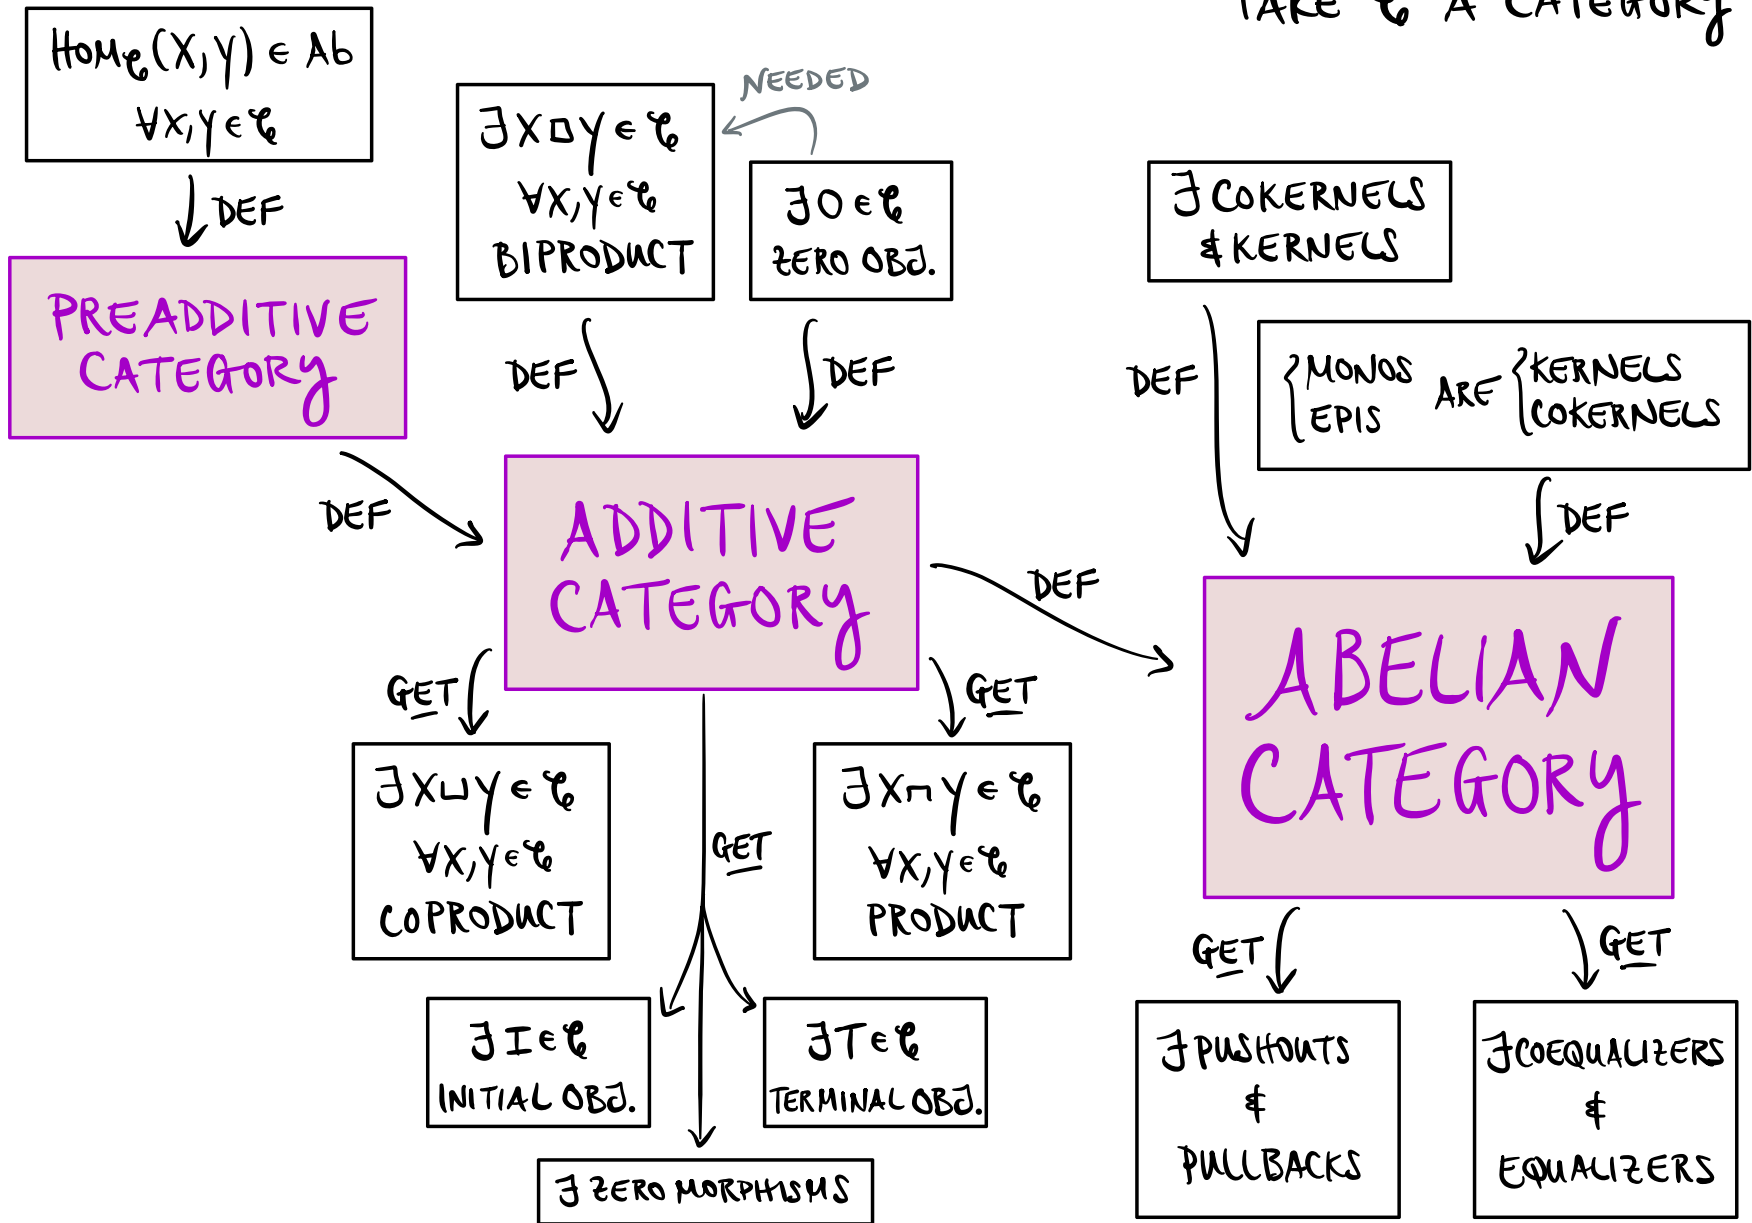 TAKE 𝒞 A CATEGORY
Hom𝒞(X,Y) ∈ Ab
∀X,Y ∈ 𝒞
DEF
PREADDITIVE
CATEGORY
DEF
NEEDED
∃ X□Y ∈ 𝒞
∀X,Y ∈ 𝒞
BIPRODUCT
DEF
∃ 0 ∈ 𝒞
ZERO OBJ.
DEF
ADDITIVE
CATEGORY
DEF
∃ COKERNELS
& KERNELS
DEF
{MONOS ARE {KERNELS
EPIS COKERNELS
DEF
ABELIAN
CATEGORY
GET
∃ X⊔Y ∈ 𝒞
∀X,Y ∈ 𝒞
COPRODUCT
GET
∃ X⊓Y ∈ 𝒞
∀X,Y ∈ 𝒞
PRODUCT
GET
∃ I ∈ 𝒞
INITIAL OBJ.
∃ T ∈ 𝒞
TERMINAL OBJ.
∃ ZERO MORPHISMS
GET
∃ PUSHOUTS
&
PULLBACKS
GET
∃ COEQUALIZERS
&
EQUALIZERS